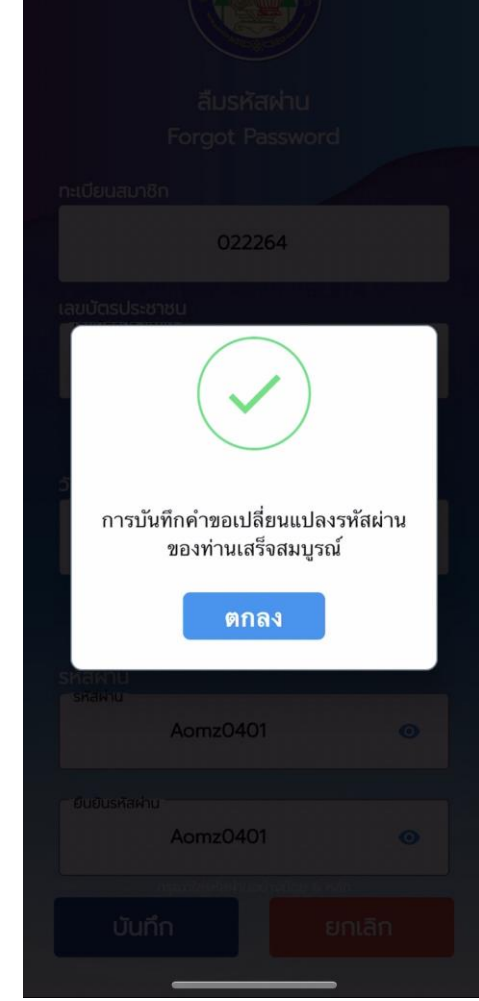 ลืมรหัสผ่าน
Forgot Password
ทะเบียนสมาชิก
022264
เลขบัตรประชาชน
การบันทึกคำขอเปลี่ยนแปลงรหัสผ่าน
ของท่านเสร็จสมบูรณ์
ตกลง
รหัสผ่าน
รหัสผ่าน
Aomz0401
ยืนยันรหัสผ่าน
Aomz0401
บันทึก ยกเลิก